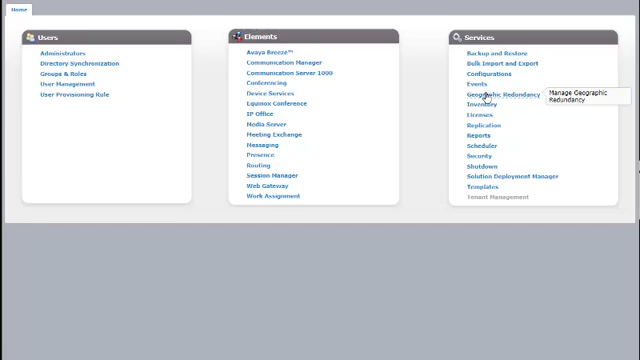 Home
Users
Administrators
Directory Synchronization
Groups & Roles
User Management
User Provisioning Rule
Elements
Avaya Breeze™
Communication Manager
Communication Server 1000
Conferencing
Device Services
Equinox Conference
IP Office
Media Server
Meeting Exchange
Messaging
Presence
Routing
Session Manager
Web Gateway
Work Assignment
Services
Backup and Restore
Bulk Import and Export
Configurations
Events
Geographic Redundancy
Inventory
Licenses
Replication
Reports
Scheduler
Security
Shutdown
Solution Deployment Manager
Templates
Tenant Management
Manage Geographic
Redundancy